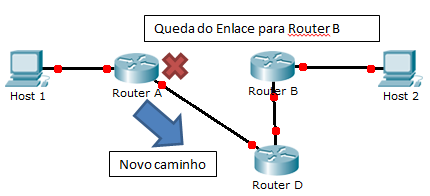 Queda do Enlace para Router B
Host 1
Router A
Router B
Host 2
Novo caminho
Router D